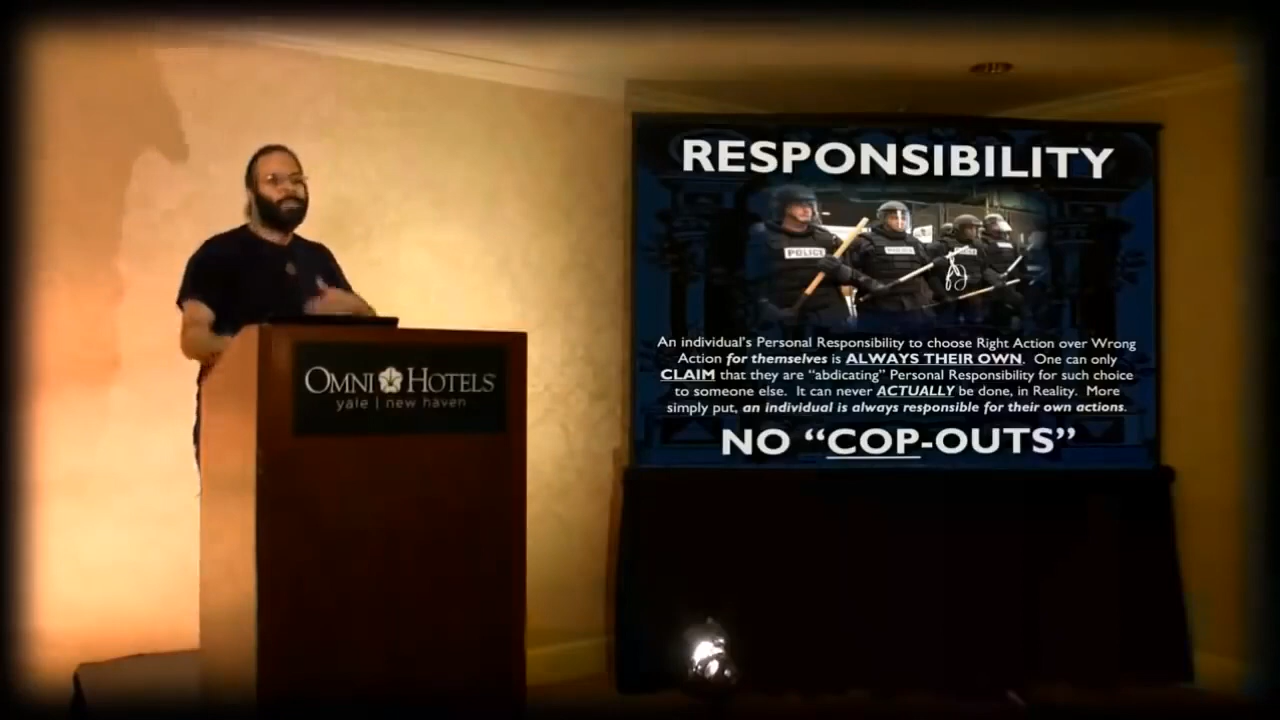 OMNI HOTELS
yale | new haven
RESPONSIBILITY
POLICE
An individual's Personal Responsibility to choose Right Action over Wrong
Action for themselves is ALWAYS THEIR OWN. One can only
CLAIM that they are "abdicating" Personal Responsibility for such choice
to someone else. It can never ACTUALLY be done, in Reality. More
simply put, an individual is always responsible for their own actions.
NO "COP-OUTS"